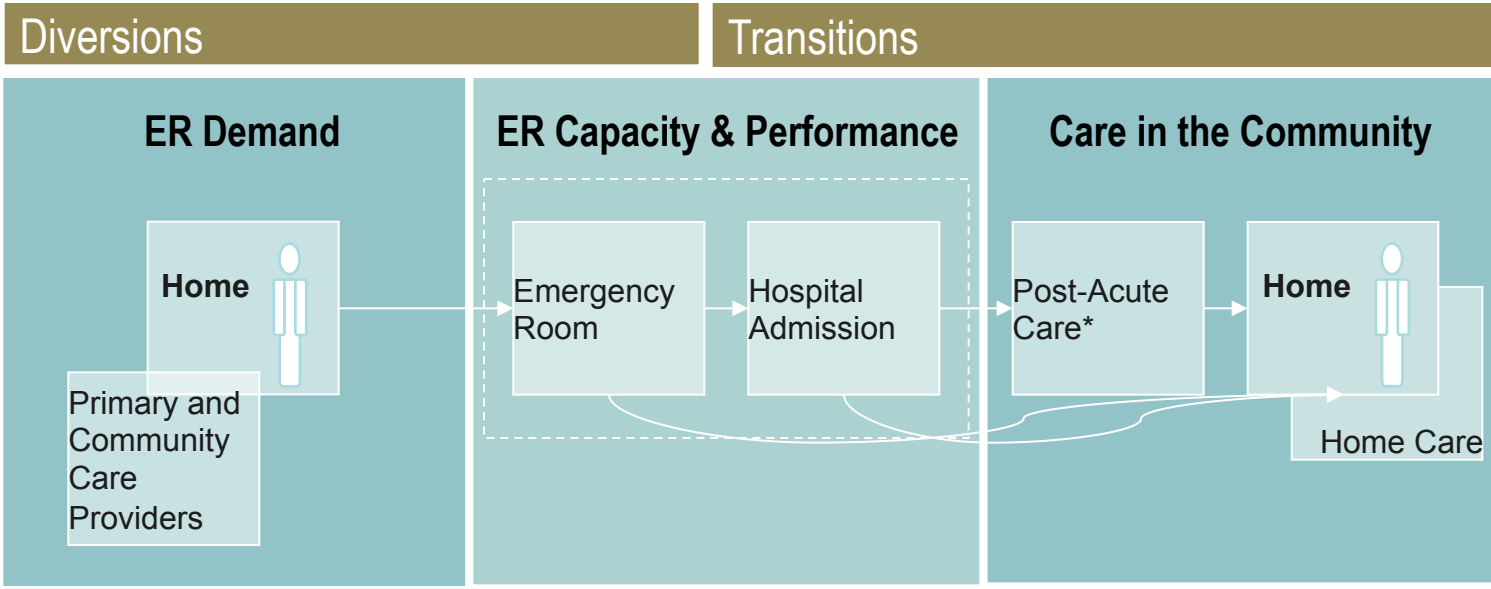 Diversions
Transitions
ER Demand
ER Capacity & Performance
Care in the Community
Home
Primary and
Community
Care
Providers
Emergency
Room
Hospital
Admission
Post-Acute
Care*
Home
Home Care